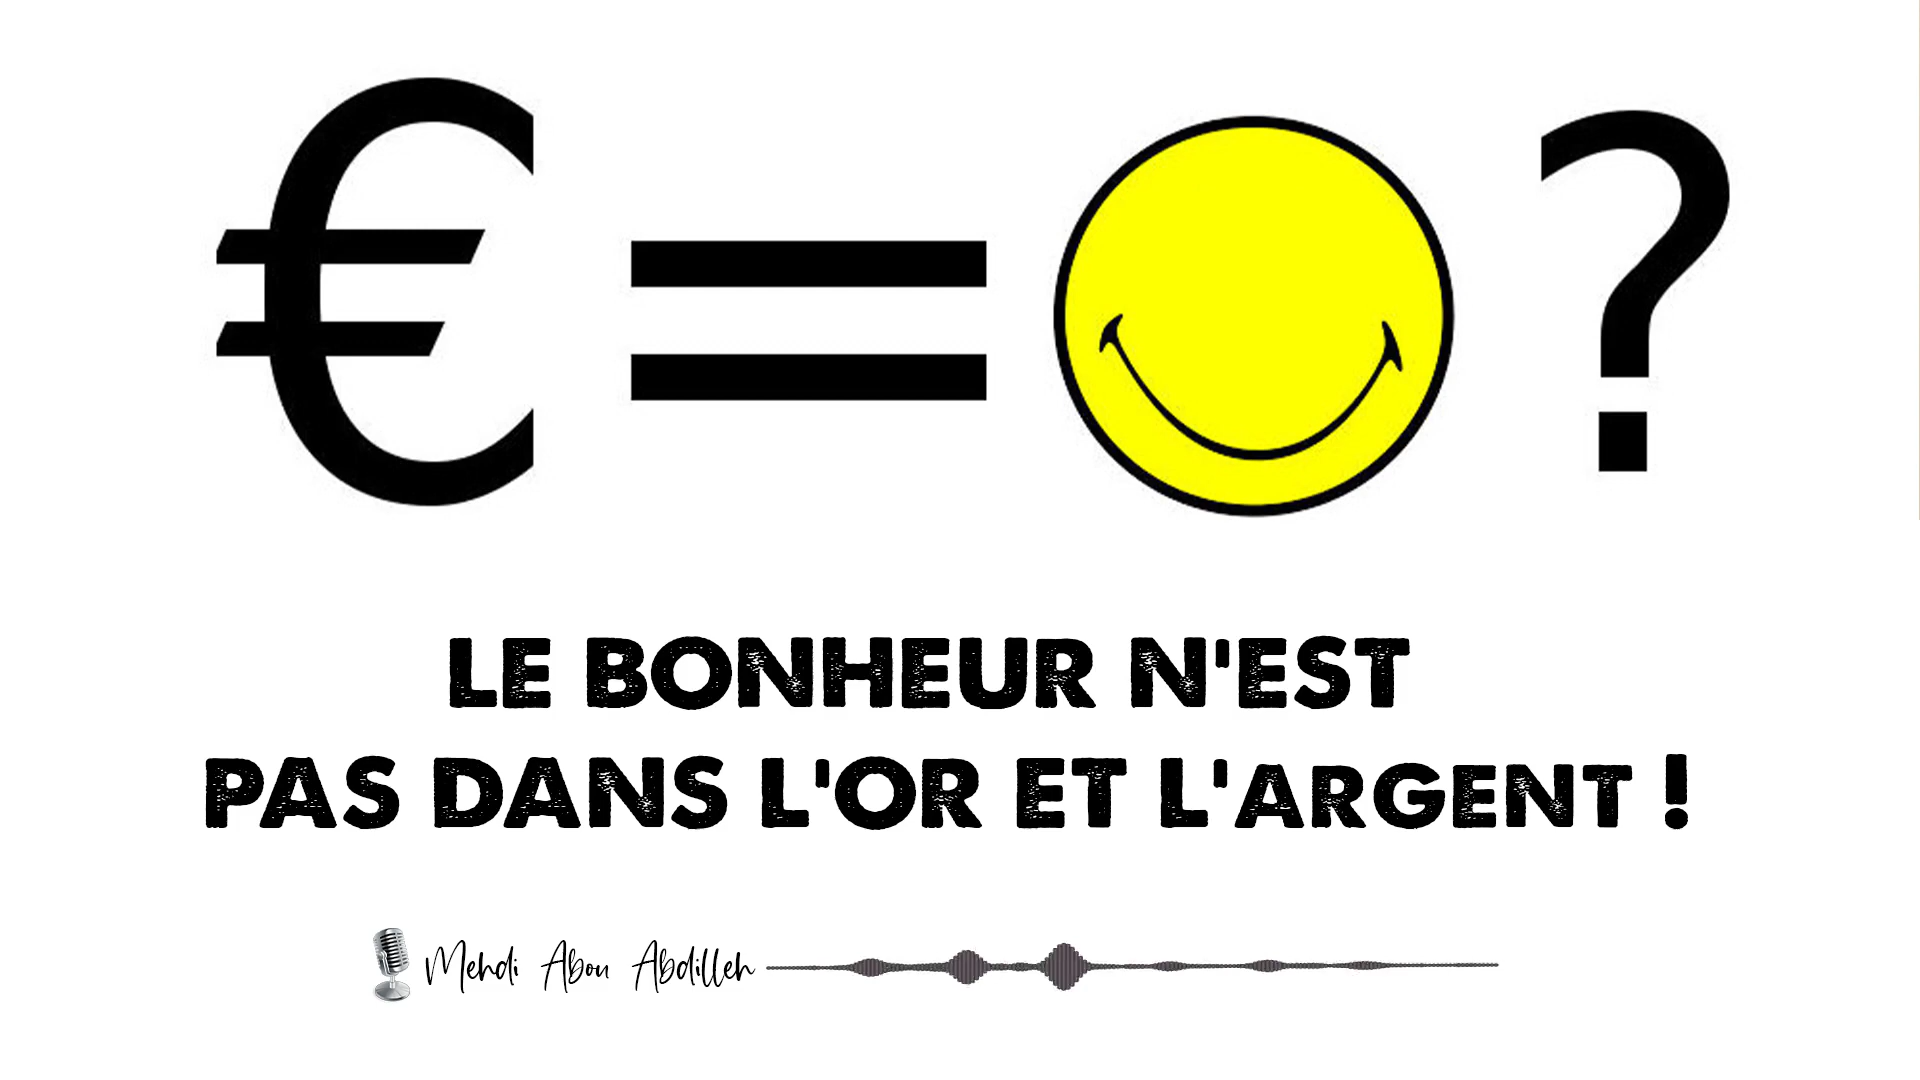 € = ?
LE BONHEUR N'EST
PAS DANS L'OR ET L'ARGENT !
Mehdi Abou Abdilleh